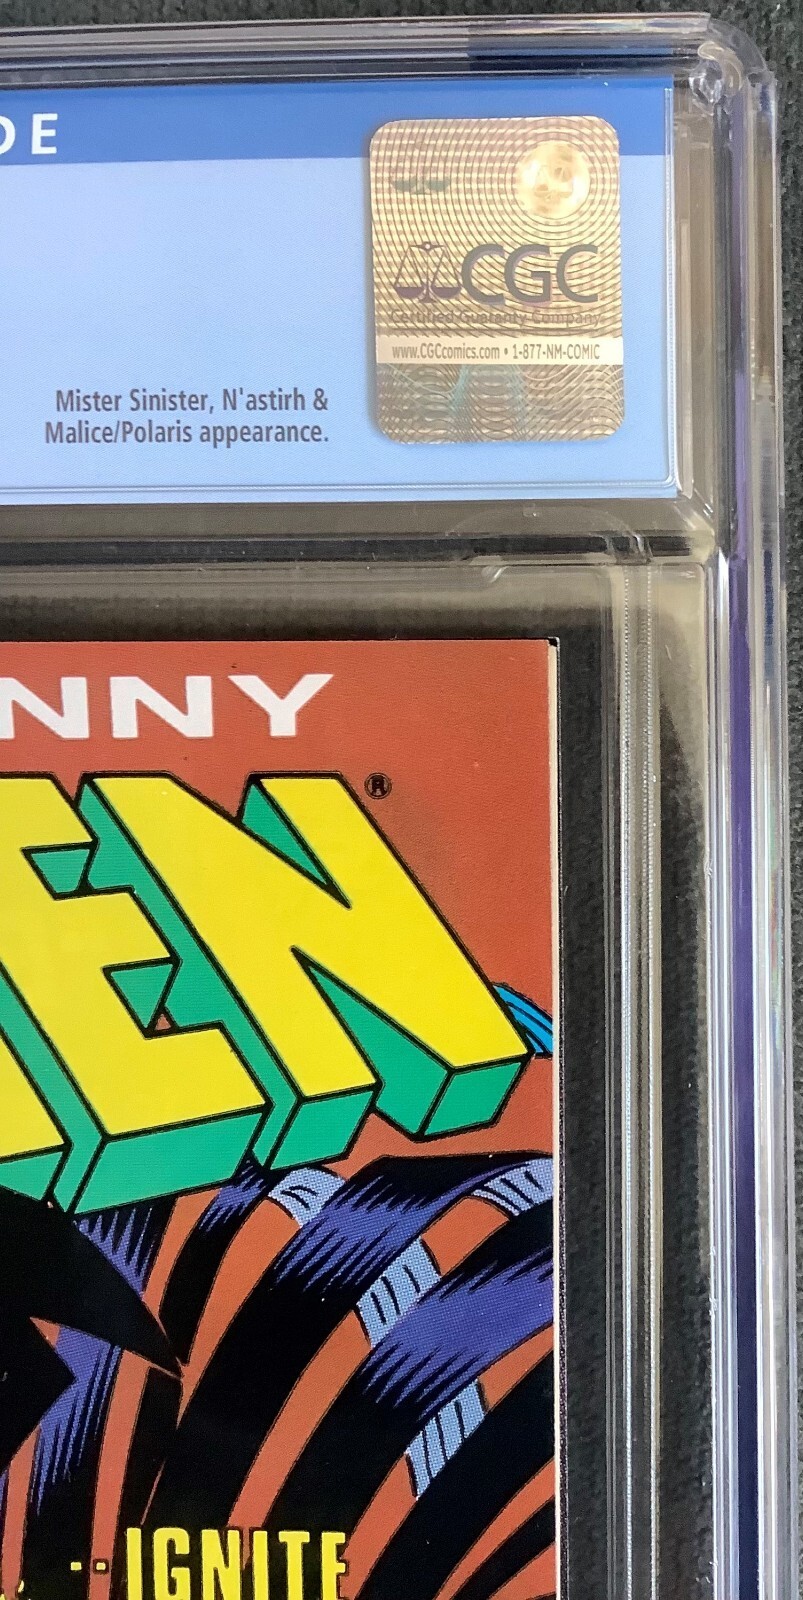 DE
CGC
Certified Guaranty Company
www.CGCcomics.com • 1-877-NM-COMIC
Mister Sinister, N'astirh &
Malice/Polaris appearance.
NNY
EN
®
IGNITE